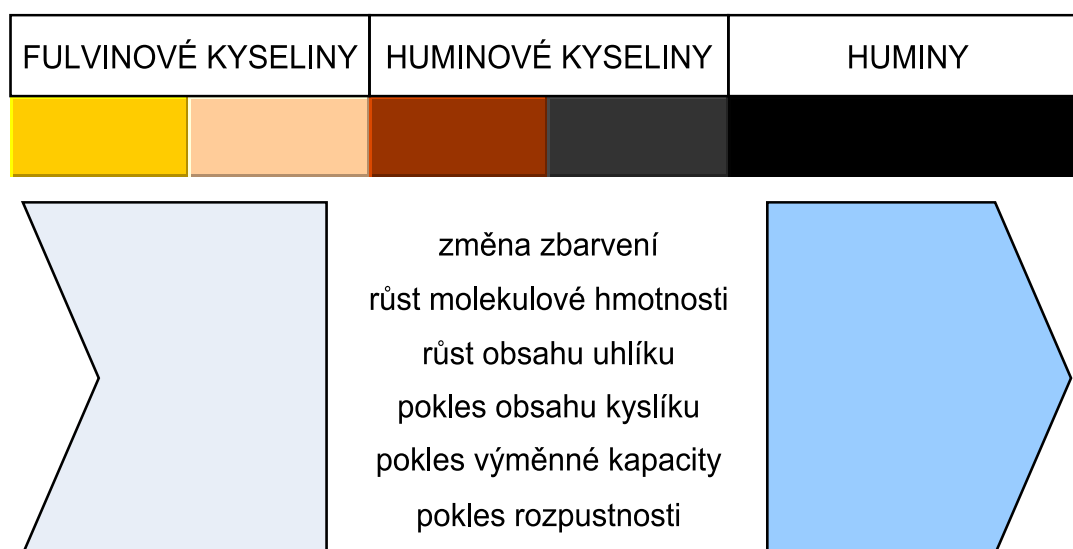 FULVINOVÉ KYSELINY HUMINOVÉ KYSELINY HUMINY
změna zbarvení
růst molekulové hmotnosti
růst obsahu uhlíku
pokles obsahu kyslíku
pokles výměnné kapacity
pokles rozpustnosti